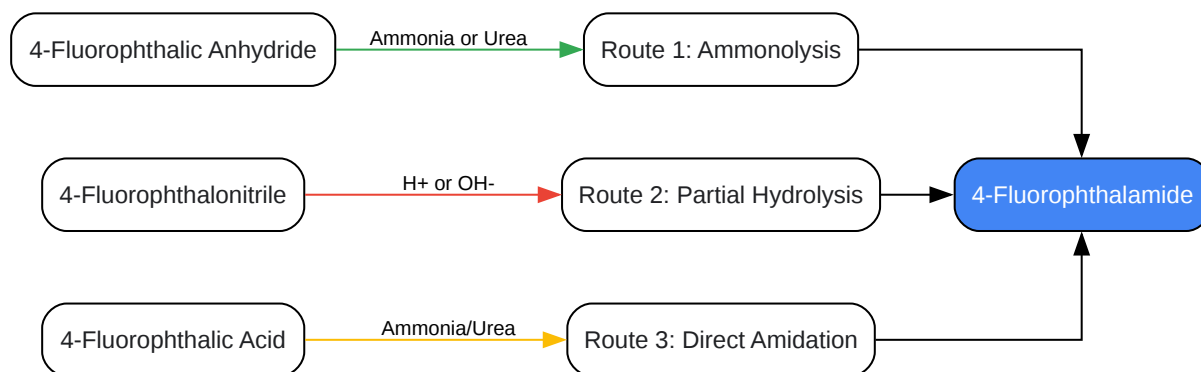 4-Fluorophthalic Anhydride
Ammonia or Urea
Route 1: Ammonolysis
4-Fluorophthalonitrile
H+ or OH-
Route 2: Partial Hydrolysis
4-Fluorophthalamide
4-Fluorophthalic Acid
Ammonia/Urea
Route 3: Direct Amidation